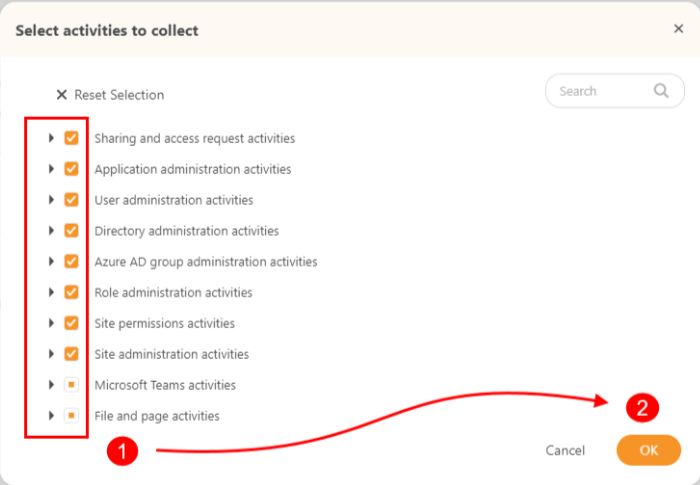 Select activities to collect
Reset Selection
Search
Sharing and access request activities
Application administration activities
User administration activities
Directory administration activities
Azure AD group administration activities
Role administration activities
Site permissions activities
Site administration activities
Microsoft Teams activities
File and page activities
1
2
Cancel
OK